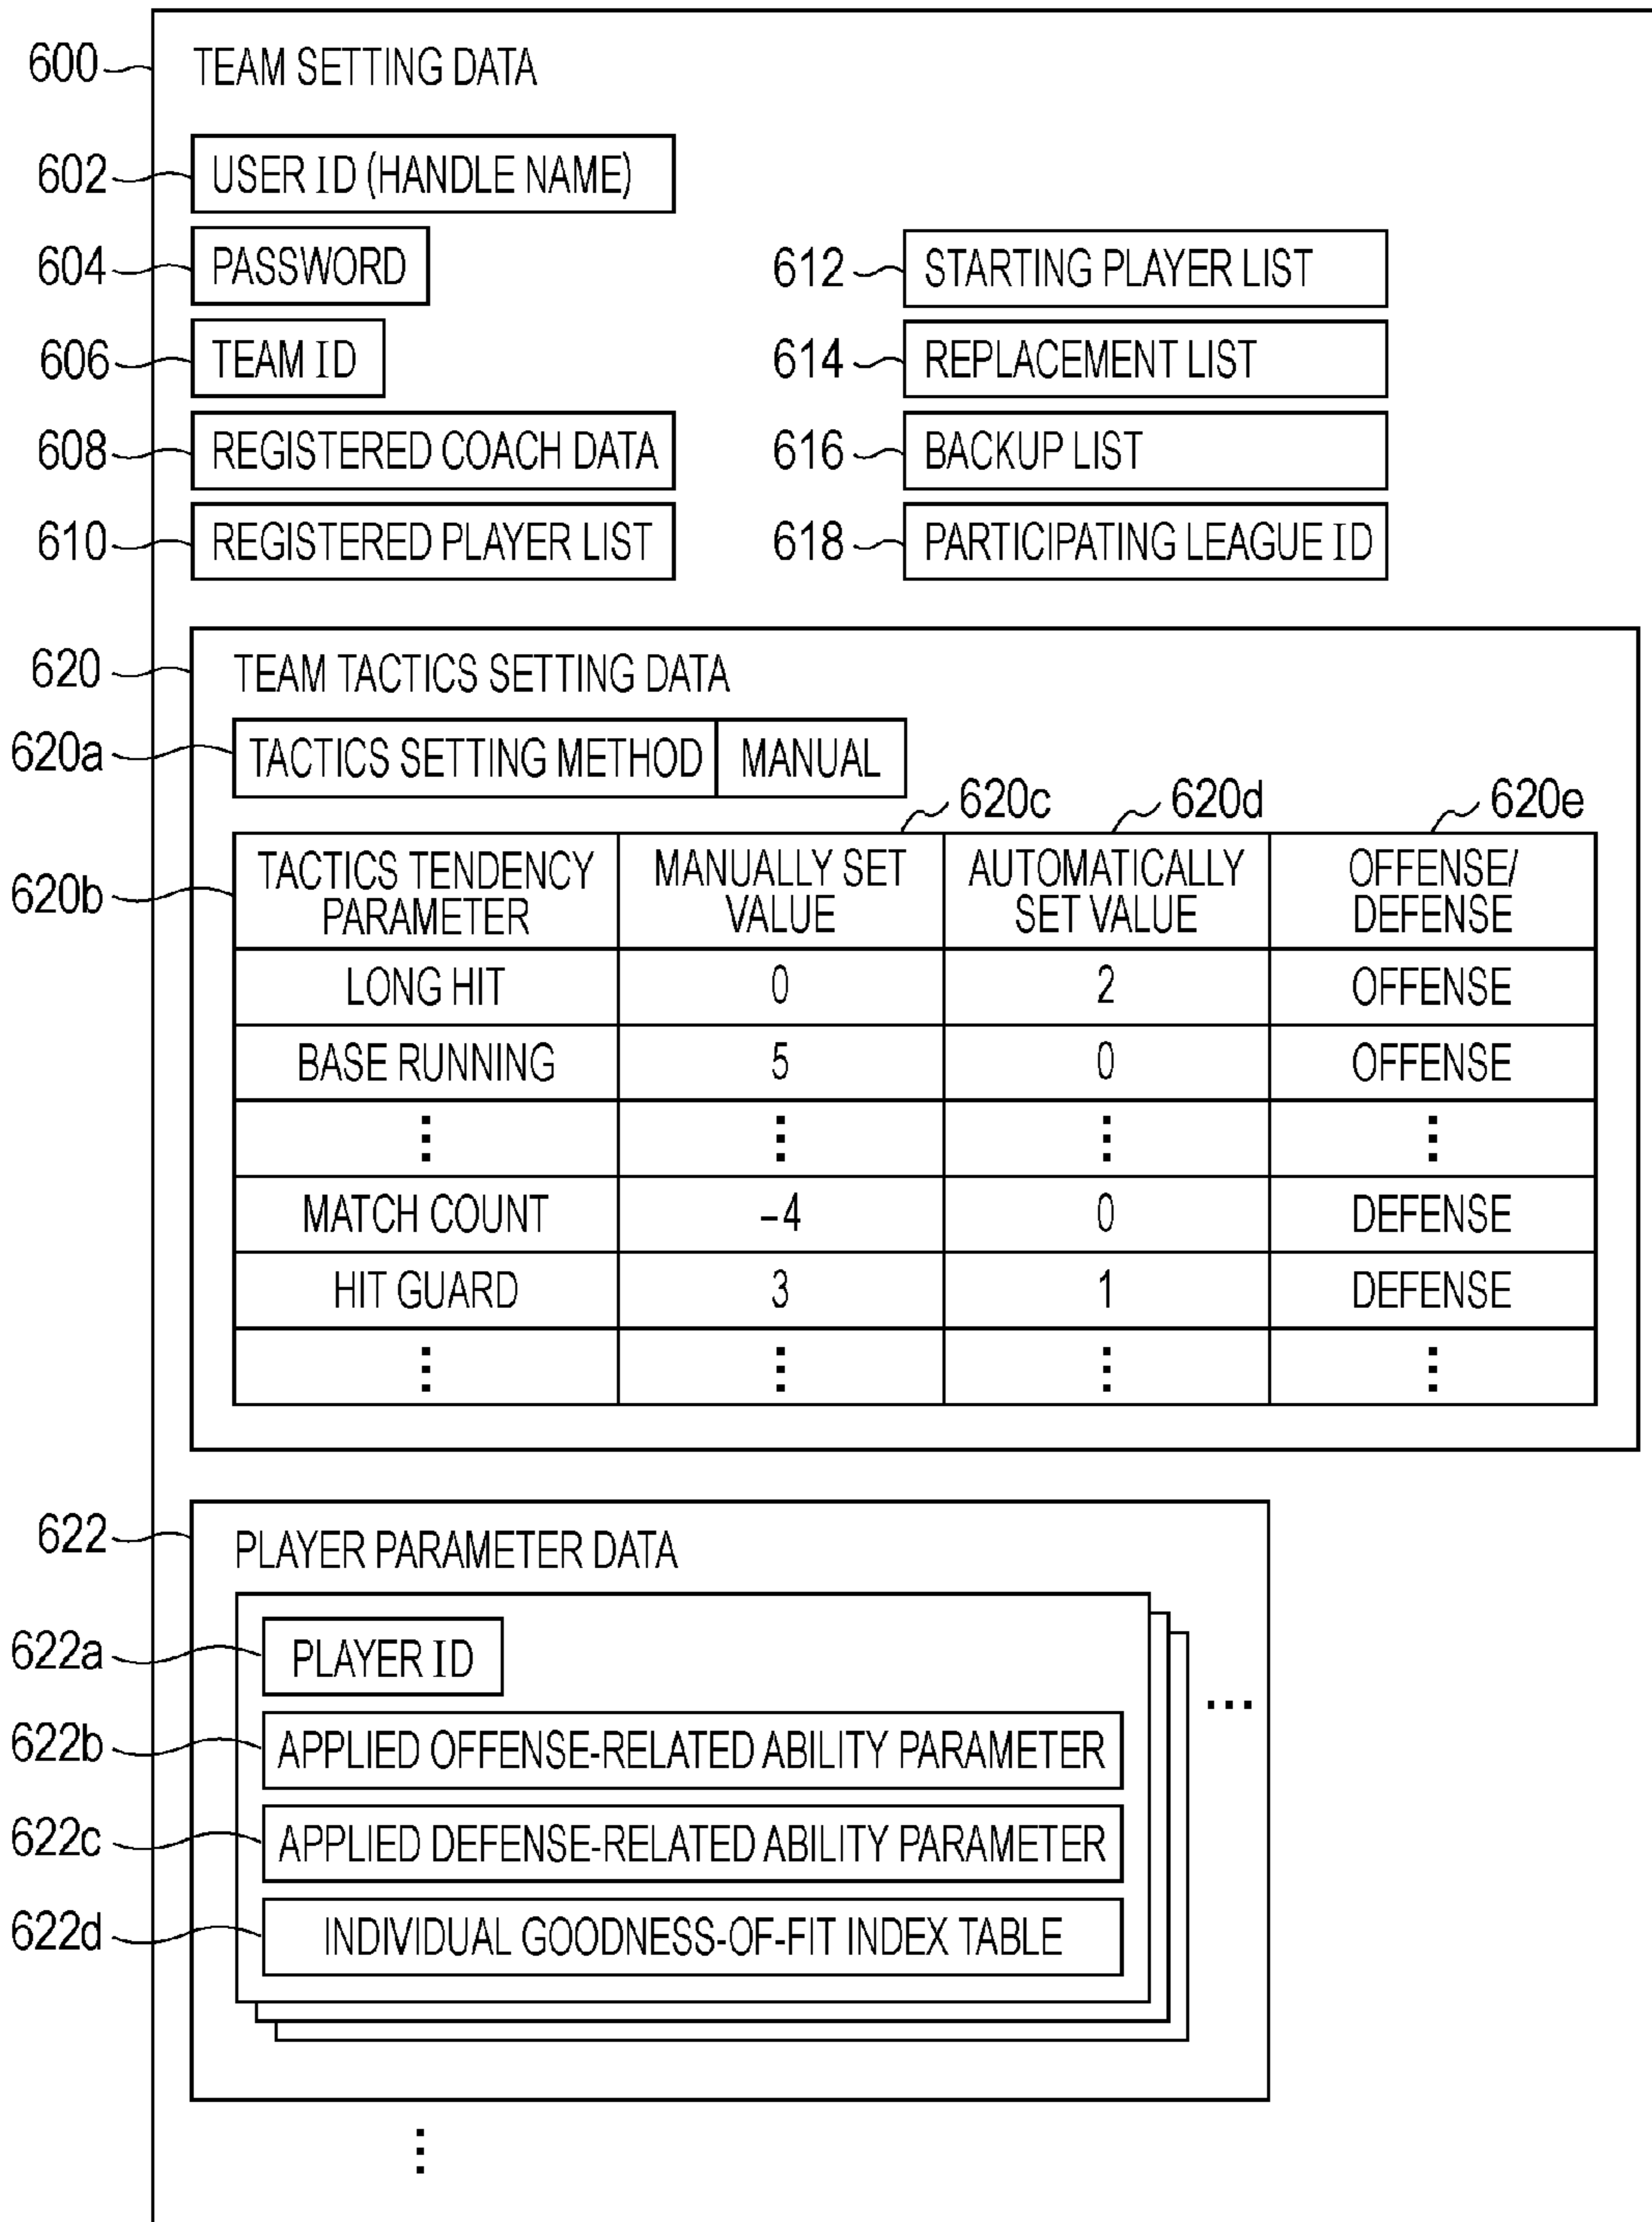 600 TEAM SETTING DATA
602 USER ID (HANDLE NAME)
604 PASSWORD
606 TEAM ID
608 REGISTERED COACH DATA
610 REGISTERED PLAYER LIST
612 STARTING PLAYER LIST
614 REPLACEMENT LIST
616 BACKUP LIST
618 PARTICIPATING LEAGUE ID
620 TEAM TACTICS SETTING DATA
620a TACTICS SETTING METHOD MANUAL
620c 620d 620e
620b TACTICS TENDENCY PARAMETER MANUALLY SET VALUE AUTOMATICALLY SET VALUE OFFENSE/ DEFENSE
LONG HIT 0 2 OFFENSE
BASE RUNNING 5 0 OFFENSE
⋮ ⋮ ⋮ ⋮
MATCH COUNT -4 0 DEFENSE
HIT GUARD 3 1 DEFENSE
⋮ ⋮ ⋮ ⋮
622 PLAYER PARAMETER DATA
622a PLAYER ID
...
622b APPLIED OFFENSE-RELATED ABILITY PARAMETER
622c APPLIED DEFENSE-RELATED ABILITY PARAMETER
622d INDIVIDUAL GOODNESS-OF-FIT INDEX TABLE
⋮